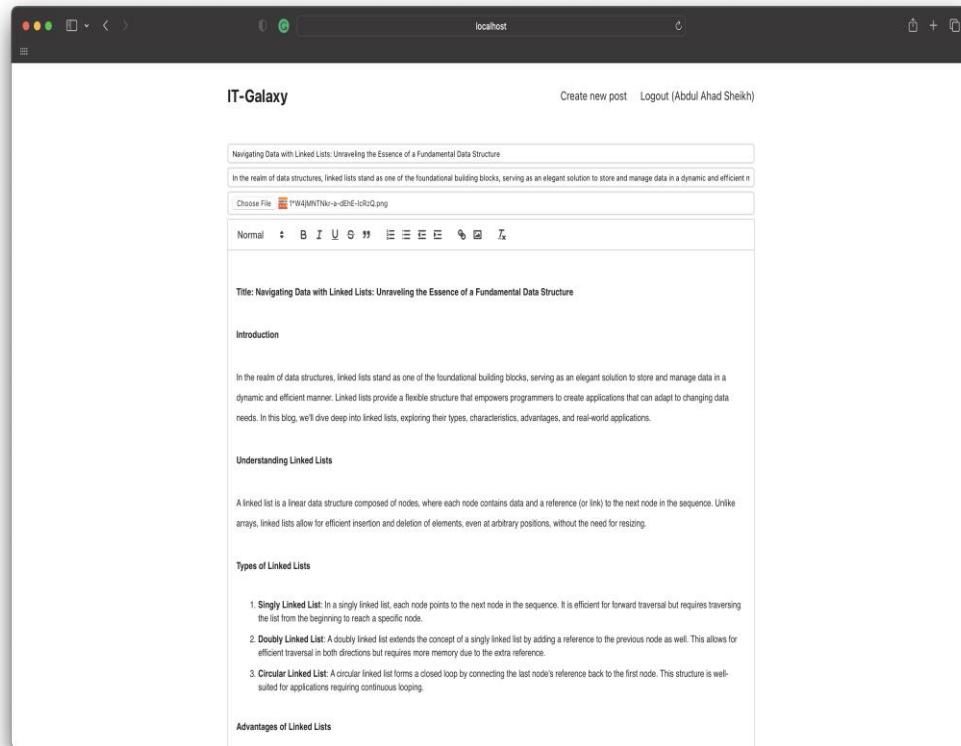 localhost
IT-Galaxy
Create new post Logout (Abdul Ahad Sheikh)
Navigating Data with Linked Lists: Unraveling the Essence of a Fundamental Data Structure
In the realm of data structures, linked lists stand as one of the foundational building blocks, serving as an elegant solution to store and manage data in a dynamic and efficient
Choose File 1*W4jMNTNkr-a-dEhE-IcRzQ.png
Normal B I U S
Title: Navigating Data with Linked Lists: Unraveling the Essence of a Fundamental Data Structure
Introduction
In the realm of data structures, linked lists stand as one of the foundational building blocks, serving as an elegant solution to store and manage data in a
dynamic and efficient manner. Linked lists provide a flexible structure that empowers programmers to create applications that can adapt to changing data
needs. In this blog, we'll dive deep into linked lists, exploring their types, characteristics, advantages, and real-world applications.
Understanding Linked Lists
A linked list is a linear data structure composed of nodes, where each node contains data and a reference (or link) to the next node in the sequence. Unlike
arrays, linked lists allow for efficient insertion and deletion of elements, even at arbitrary positions, without the need for resizing.
Types of Linked Lists
1. Singly Linked List: In a singly linked list, each node points to the next node in the sequence. It is efficient for forward traversal but requires traversing
the list from the beginning to reach a specific node.
2. Doubly Linked List: A doubly linked list extends the concept of a singly linked list by adding a reference to the previous node as well. This allows for
efficient traversal in both directions but requires more memory due to the extra reference.
3. Circular Linked List: A circular linked list forms a closed loop by connecting the last node's reference back to the first node. This structure is well-
suited for applications requiring continuous looping.
Advantages of Linked Lists